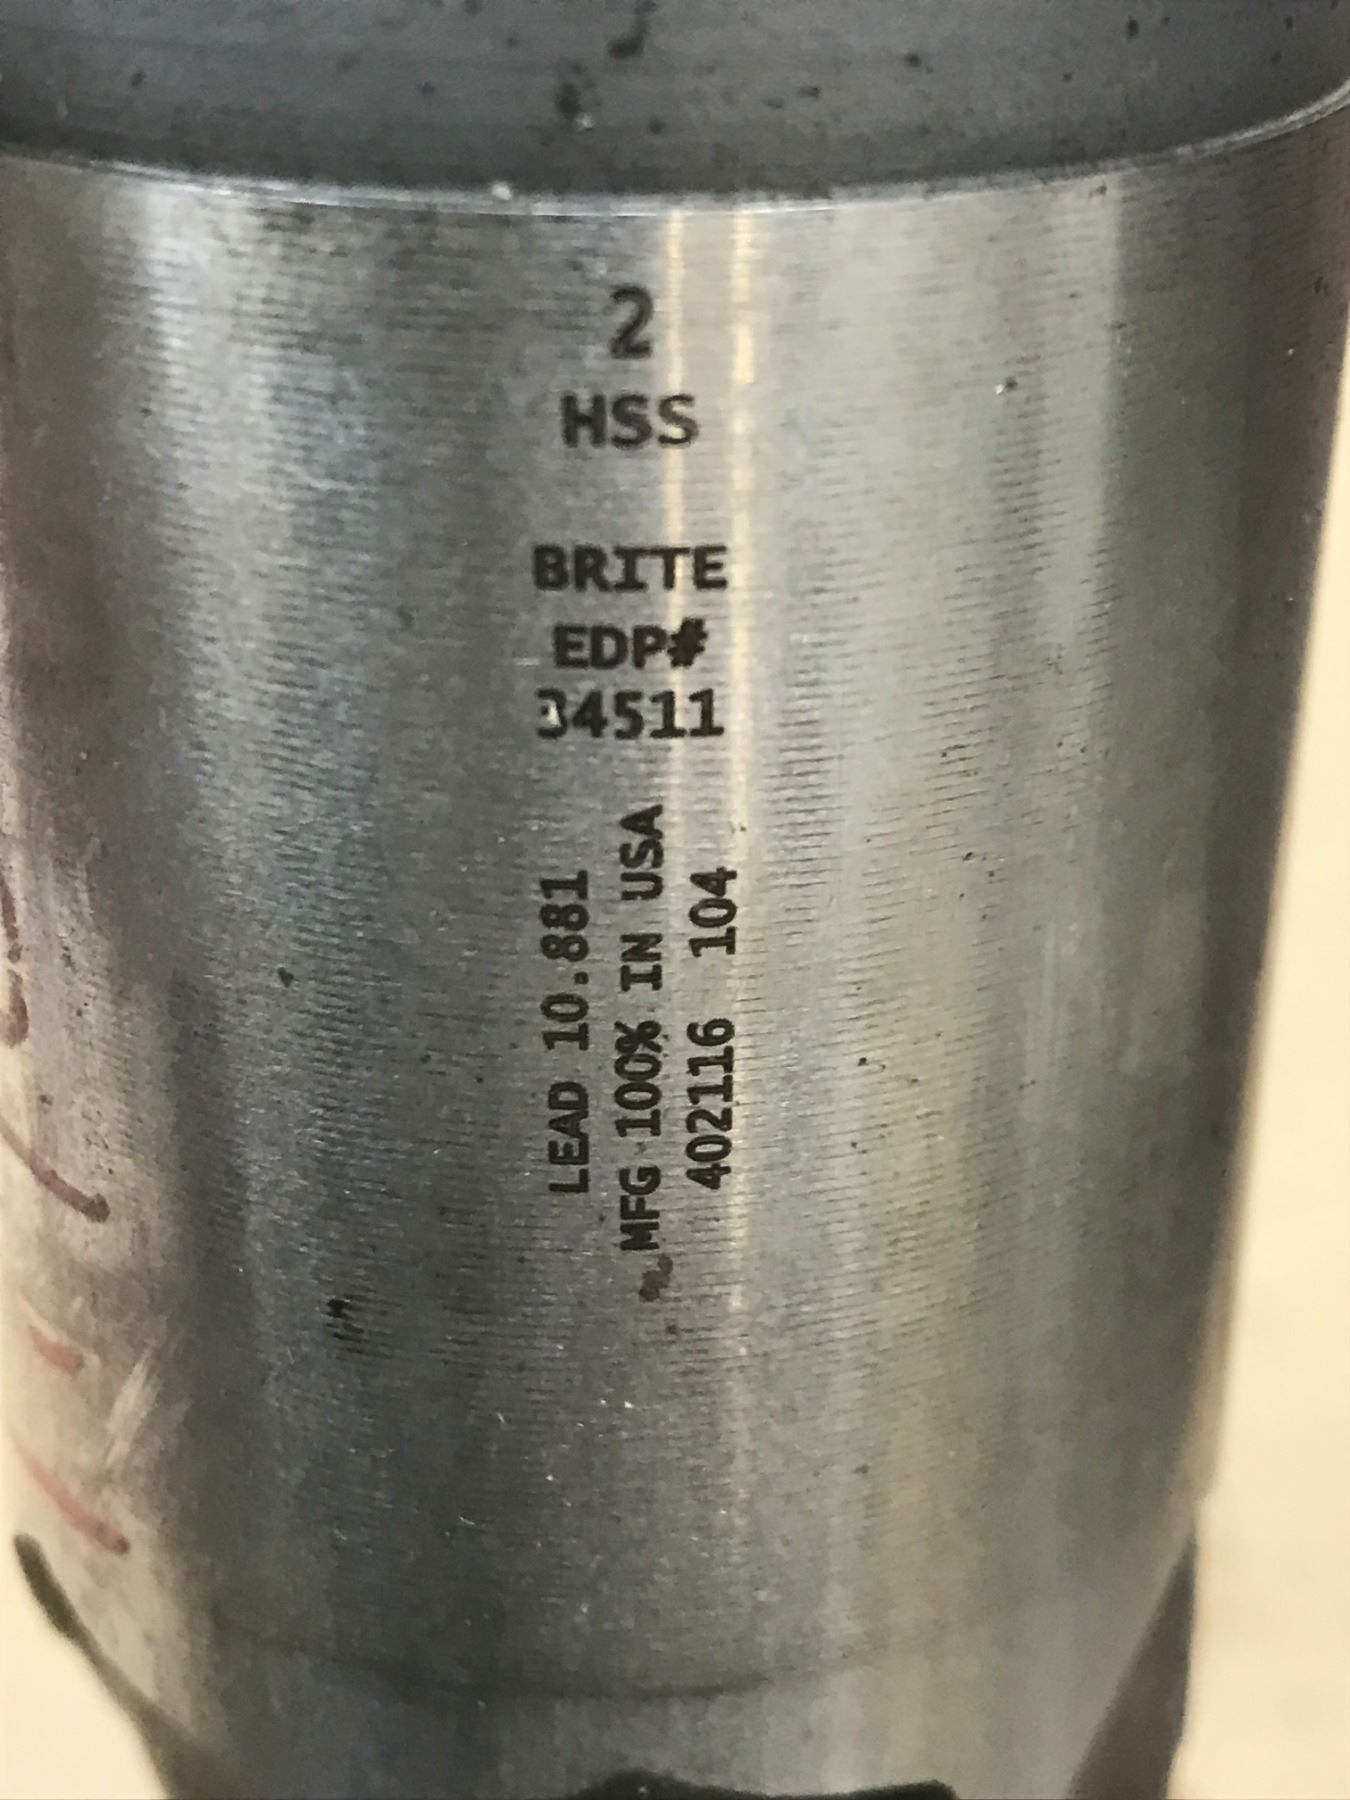 2
HSS
BRITE
EDP#
34511
LEAD 10.881
MFG 100% IN USA
402116 104